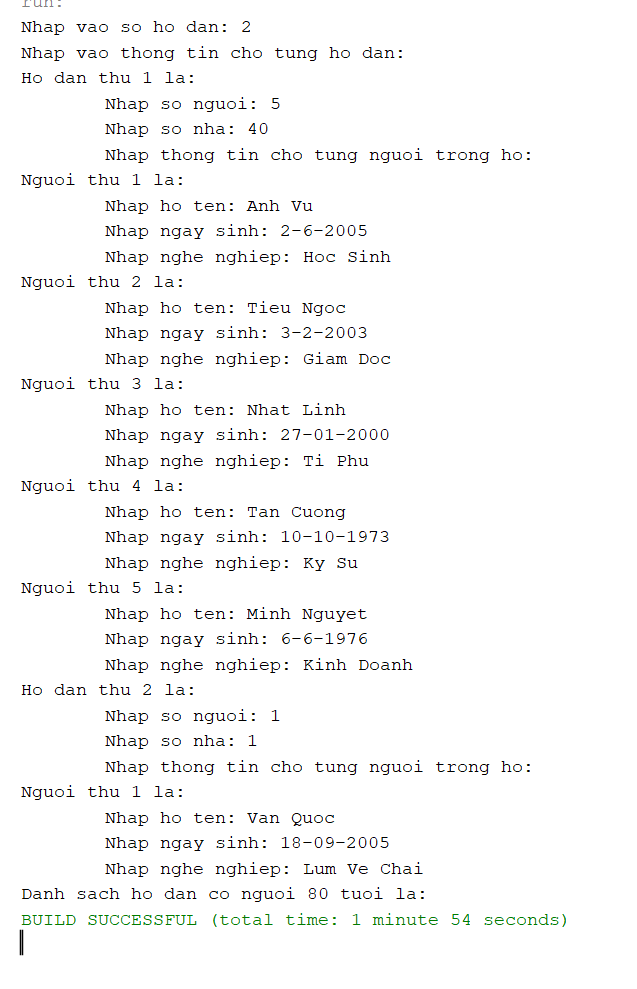 run:
Nhap vao so ho dan: 2
Nhap vao thong tin cho tung ho dan:
Ho dan thu 1 la:
Nhap so nguoi: 5
Nhap so nha: 40
Nhap thong tin cho tung nguoi trong ho:
Nguoi thu 1 la:
Nhap ho ten: Anh Vu
Nhap ngay sinh: 2-6-2005
Nhap nghe nghiep: Hoc Sinh
Nguoi thu 2 la:
Nhap ho ten: Tieu Ngoc
Nhap ngay sinh: 3-2-2003
Nhap nghe nghiep: Giam Doc
Nguoi thu 3 la:
Nhap ho ten: Nhat Linh
Nhap ngay sinh: 27-01-2000
Nhap nghe nghiep: Ti Phu
Nguoi thu 4 la:
Nhap ho ten: Tan Cuong
Nhap ngay sinh: 10-10-1973
Nhap nghe nghiep: Ky Su
Nguoi thu 5 la:
Nhap ho ten: Minh Nguyet
Nhap ngay sinh: 6-6-1976
Nhap nghe nghiep: Kinh Doanh
Ho dan thu 2 la:
Nhap so nguoi: 1
Nhap so nha: 1
Nhap thong tin cho tung nguoi trong ho:
Nguoi thu 1 la:
Nhap ho ten: Van Quoc
Nhap ngay sinh: 18-09-2005
Nhap nghe nghiep: Lum Ve Chai
Danh sach ho dan co nguoi 80 tuoi la:
BUILD SUCCESSFUL (total time: 1 minute 54 seconds)